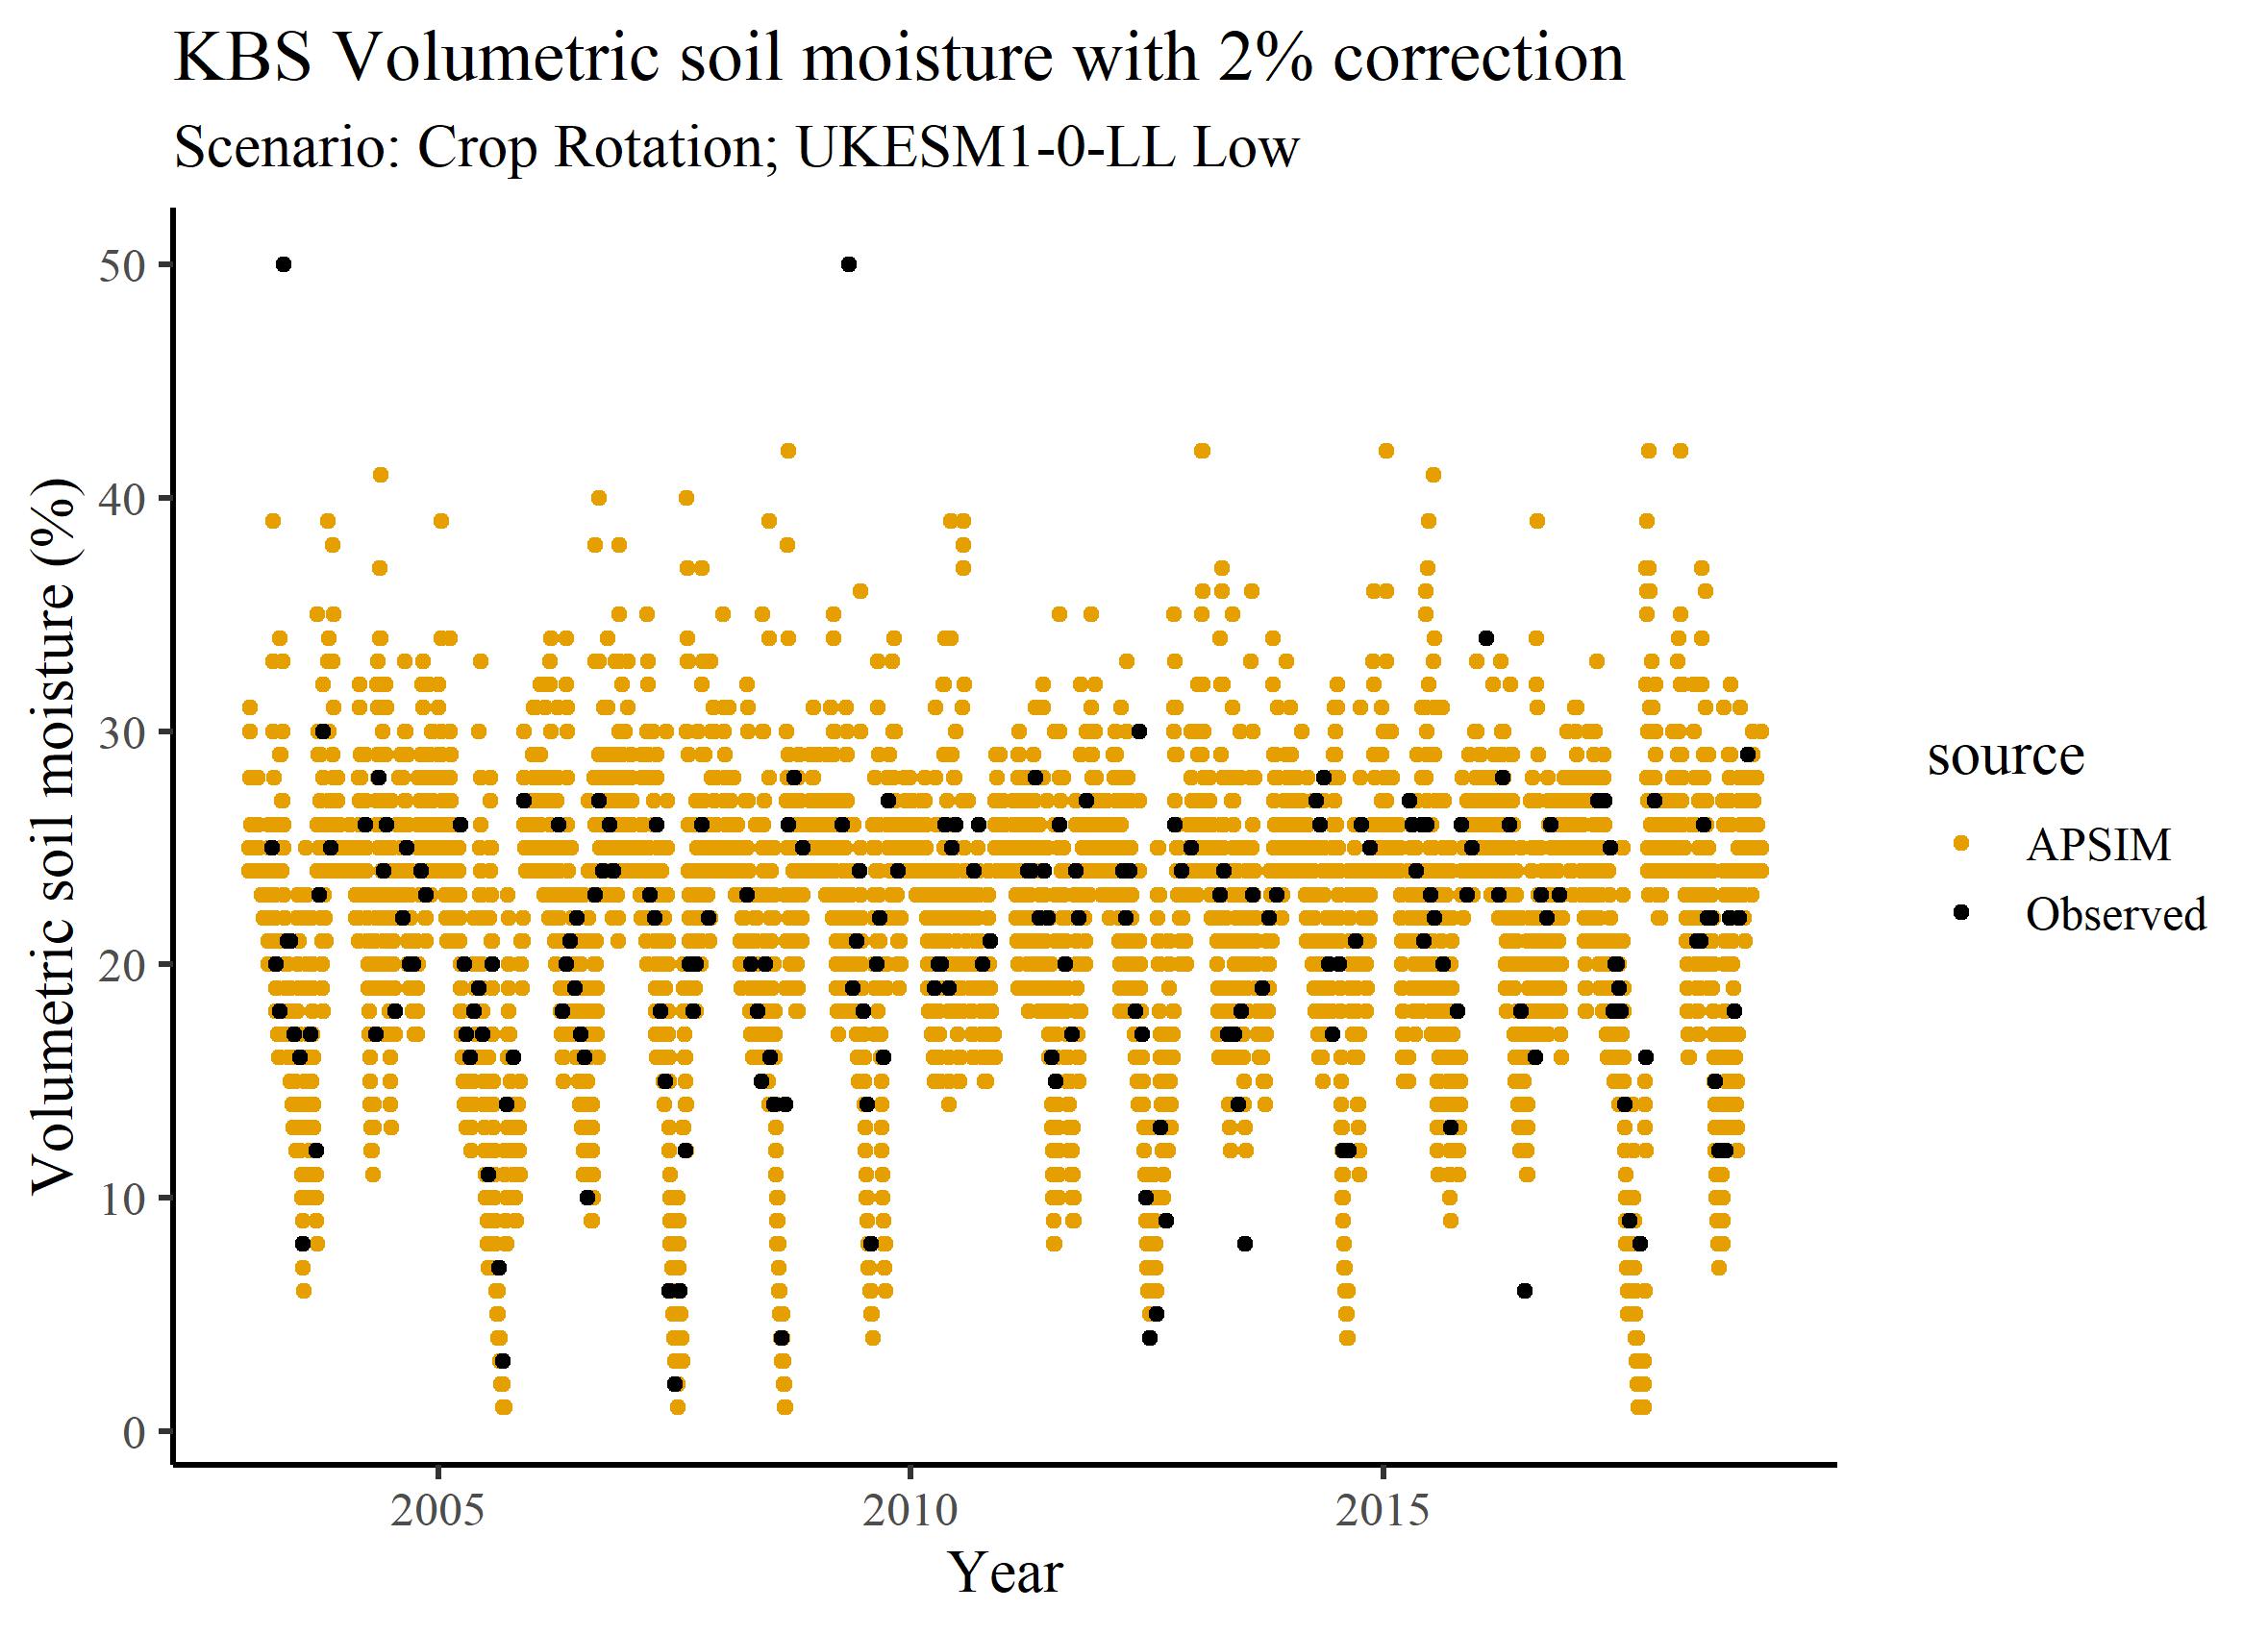 KBS Volumetric soil moisture with 2% correction
Scenario: Crop Rotation; UKESM1-0-LL Low
Volumetric soil moisture (%)
50
40
30
20
10
0
2005
2010
2015
Year
source
APSIM
Observed